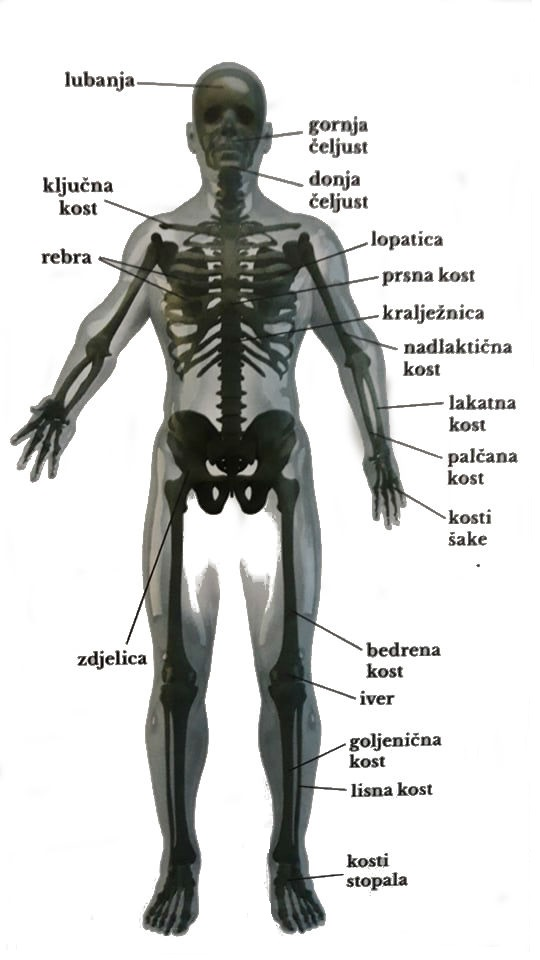 lubanja
gornja
čeljust
donja
čeljust
ključna
kost
rebra
lopatica
prsna kost
kralježnica
nadlaktična
kost
lakatna
kost
palčana
kost
kosti
šake
zdjelica
bedrena
kost
iver
goljenična
kost
lisna kost
kosti
stopala